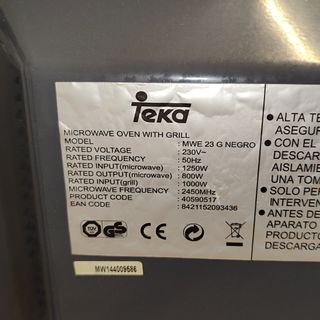 Teka
MICROWAVE OVEN WITH GRILL
MODEL : MWE 23 G NEGRO
RATED VOLTAGE : 230V~
RATED FREQUENCY : 50Hz
RATED INPUT(microwave) : 1250W
RATED OUTPUT(microwave) : 800W
RATED INPUT(grill) : 1000W
MICROWAVE FREQUENCY : 2450MHz
PRODUCT CODE : 40590517
EAN CODE : 8421152093436
GS CE
MW144009586
● ALTA TE
ASEGUR
● CON EL
DESCAR
AISLAMIE
UNA TOM
● SOLO PER
INTERVEN
● ANTES DE
APARATO
PRODUCTO
DESCARGA